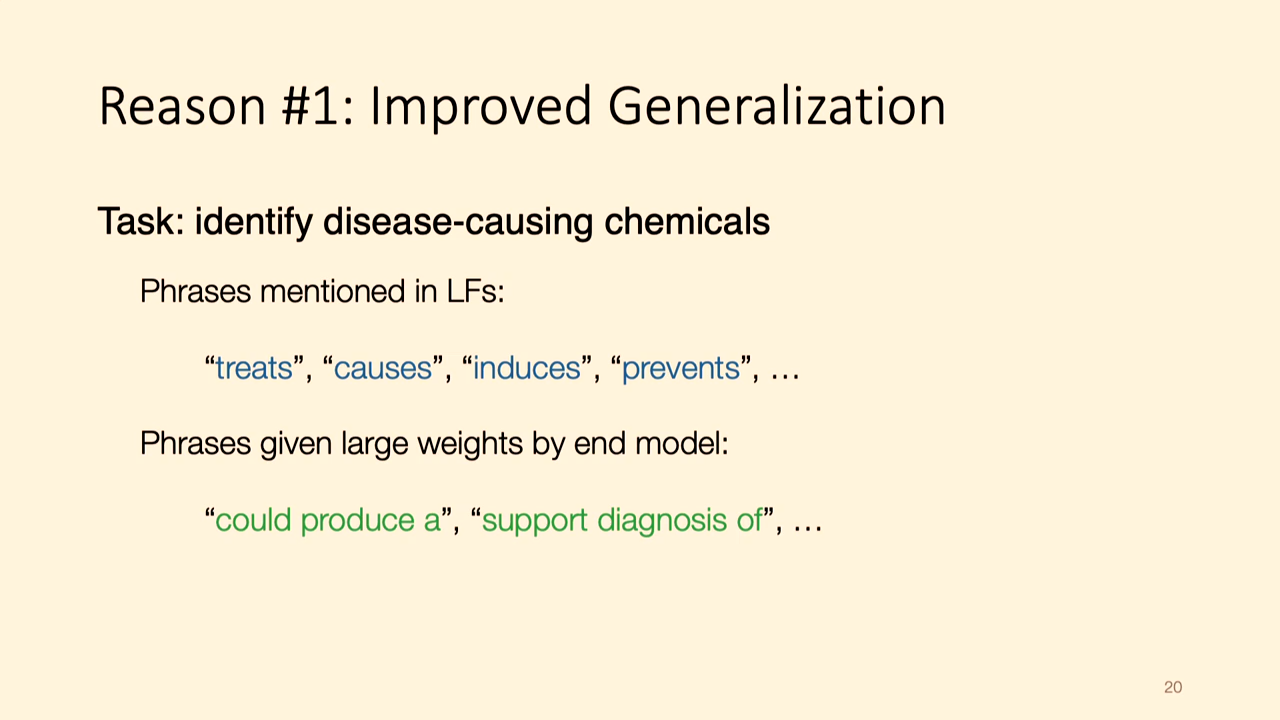 Reason #1: Improved Generalization
Task: identify disease-causing chemicals
Phrases mentioned in LFs:
“treats”, “causes”, “induces”, “prevents”, …
Phrases given large weights by end model:
“could produce a”, “support diagnosis of”, …
20